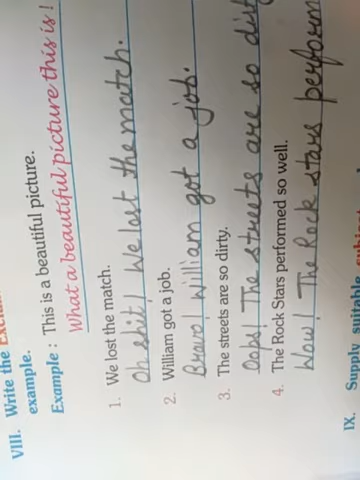 VIII. Write the
example.
Example : This is a beautiful picture.
What a beautiful picture this is!
1. We lost the match.
Oh shit! We lost the match.
2. William got a job.
Bravo! William got a job.
3. The streets are so dirty.
Oops! The streets are so
4. The Rock Stars performed so well.
Wow! The Rock stars
IX. Supply suitable